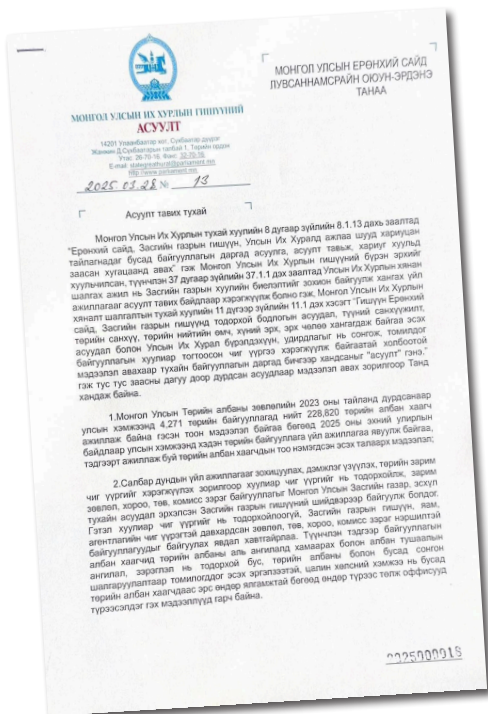 МОНГОЛ УЛСЫН ИХ ХУРЛЫН ГИШҮҮНИЙ
АСУУЛТ
14201 Улаанбаатар хот, Сүхбаатар дүүрэг
Жанжин Д.Сүхбаатарын талбай 1, Төрийн ордон
Утас: 26-70-16, Факс: 32-70-16
E-mail: stategreathural@parliament.mn
http://www.parliament.mn
2025.03.28 № 13
МОНГОЛ УЛСЫН ЕРӨНХИЙ САЙД
ЛУВСАННАМСРАЙН ОЮУН-ЭРДЭНЭ
ТАНАА
Асуулт тавих тухай
Монгол Улсын Их Хурлын тухай хуулийн 8 дугаар зүйлийн 8.1.13 дахь заалтад
"Ерөнхий сайд, Засгийн газрын гишүүн, Улсын Их Хуралд ажлаа шууд хариуцан
тайлагнадаг бусад байгууллагын даргад асуулга, асуулт тавьж, хариуг хуульд
заасан хугацаанд авах" гэж Монгол Улсын Их Хурлын гишүүний бүрэн эрхийг
хуульчилсан, түүнчлэн 37 дугаар зүйлийн 37.1.1 дэх заалтад Улсын Их Хурлын хянан
шалгах ажил нь Засгийн газрын хуулийн биелэлтийг зохион байгуулж хангах үйл
ажиллагааг асуулт тавих байдлаар хэрэгжүүлж болно гэж, Монгол Улсын Их Хурлын
хяналт шалгалтын тухай хуулийн 11 дүгээр зүйлийн 11.1 дэх хэсэгт "Гишүүн Ерөнхий
сайд, Засгийн газрын гишүүнд тодорхой бодлогын асуудал, түүний санхүүжилт,
төрийн санхүү, төрийн нийтийн өмч, хүний эрх, эрх чөлөө хангагдаж байгаа эсэх
асуудал болон Улсын Их Хурал бүрэлдэхүүн, удирдлагыг нь сонгож, томилдог
байгууллагын хуулиар тогтоосон чиг үүргээ хэрэгжүүлж байгаатай холбоотой
мэдээлэл авахаар тухайн байгууллагын даргад бичгээр хандсаныг "асуулт" гэнэ."
гэж тус тус заасны дагуу доор дурдсан асуудлаар мэдээлэл авах зорилгоор Танд
хандаж байна.
1.Монгол Улсын Төрийн албаны зөвлөлийн 2023 оны тайланд дурдсанаар
улсын хэмжээнд 4,271 төрийн байгууллагад нийт 228,820 төрийн албан хаагч
ажиллаж байна гэсэн тоон мэдээлэл байгаа бөгөөд 2025 оны эхний улирлын
байдлаар улсын хэмжээнд хэдэн төрийн байгууллага үйл ажиллагаа явуулж байгаа,
тэдгээрт ажиллаж буй төрийн албан хаагчдын тоо нэмэгдсэн эсэх талаарх мэдээлэл;
2.Салбар дундын үйл ажиллагааг зохицуулах, дэмжлэг үзүүлэх, төрийн зарим
чиг үүргийг хэрэгжүүлэх зорилгоор хуулиар чиг үүргийг нь тодорхойлж, зарим
зөвлөл, хороо, төв, комисс зэрэг байгууллагыг Монгол Улсын Засгийн газар, эсхүл
тухайн асуудал эрхэлсэн Засгийн газрын гишүүний шийдвэрээр байгуулж болдог.
Гэтэл хуулиар чиг үүргийг нь тодорхойлоогүй, Засгийн газрын гишүүн, яам,
агентлагийн чиг үүрэгтэй давхардсан зөвлөл, төв, хороо, комисс зэрэг нэршилтэй
байгууллагуудыг байгуулах явдал хавтгайрлаа. Түүнчлэн тэдгээр байгууллагын
албан хаагчид төрийн албаны аль ангилалд хамаарах болон албан тушаалын
ангилал, зэрэглэл нь тодорхой бус, төрийн албаны болон бусад сонгон
шалгаруулалтаар томилогддог эсэх эргэлзээтэй, цалин хөлсний хэмжээ нь бусад
төрийн албан хаагчдаас эрс өндөр ялгамжтай бөгөөд өндөр түрээс төлж оффисууд
түрээсэлдэг гэх мэдээллүүд гарч байна.